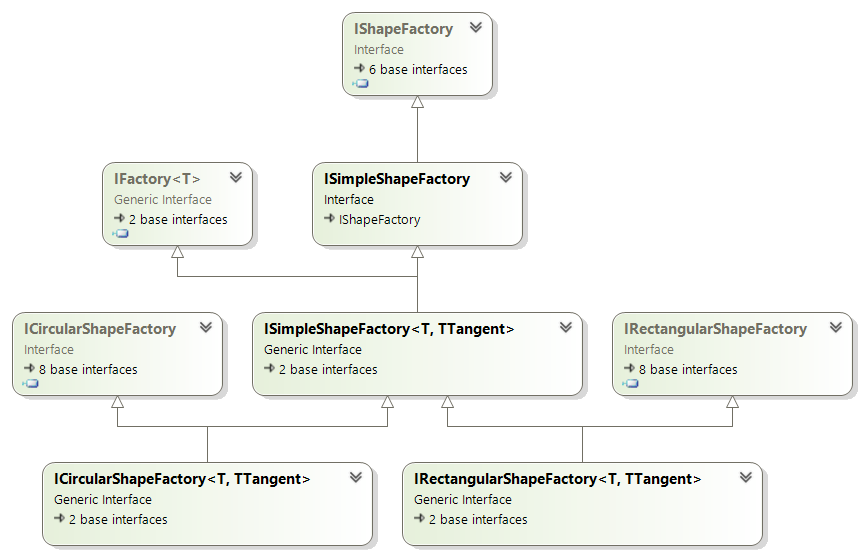 IShapeFactory
Interface
6 base interfaces
IFactory<T>
Generic Interface
2 base interfaces
ISimpleShapeFactory
Interface
IShapeFactory
ICircularShapeFactory
Interface
8 base interfaces
ISimpleShapeFactory<T, TTangent>
Generic Interface
2 base interfaces
IRectangularShapeFactory
Interface
8 base interfaces
ICircularShapeFactory<T, TTangent>
Generic Interface
2 base interfaces
IRectangularShapeFactory<T, TTangent>
Generic Interface
2 base interfaces